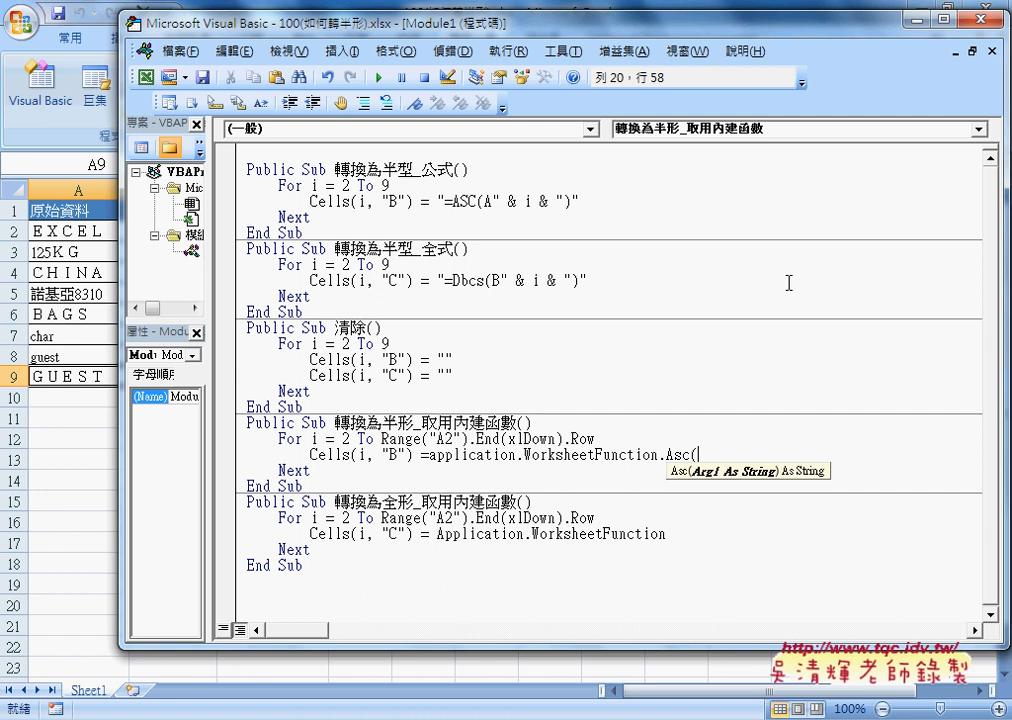 Microsoft Visual Basic - 100(如何轉半形).xlsx - [Module1 (程式碼)]
常用
檔案(F) 編輯(E) 檢視(V) 插入(I) 格式(O) 偵錯(D) 執行(R) 工具(T) 增益集(A) 視窗(W) 說明(H)
列 20，行 58
Visual Basic 巨集
專案 - VBAP
(一般) 轉換為半形_取用內建函數
A9
VBAPr
Mic
模組
A
1 原始資料
2 ＥＸＣＥＬ
3 125ＫＧ
4 ＣＨＩＮＡ
5 諾基亞8310
6 ＢＡＧＳ
7 char
8 guest
9 ＧＵＥＳＴ
10
11
12
13
14
15
16
17
18
19
20
21
22
23
屬性 - Modu
Modu Mod
字母順序
(Name) Modu
Public Sub 轉換為半型_公式()
For i = 2 To 9
Cells(i, "B") = "=ASC(A" & i & ")"
Next
End Sub
Public Sub 轉換為半型_全式()
For i = 2 To 9
Cells(i, "C") = "=Dbcs(B" & i & ")"
Next
End Sub
Public Sub 清除()
For i = 2 To 9
Cells(i, "B") = ""
Cells(i, "C") = ""
Next
End Sub
Public Sub 轉換為半形_取用內建函數()
For i = 2 To Range("A2").End(xlDown).Row
Cells(i, "B") =application.WorksheetFunction.Asc(
Asc(Arg1 As String) As String
Next
End Sub
Public Sub 轉換為全形_取用內建函數()
For i = 2 To Range("A2").End(xlDown).Row
Cells(i, "C") = Application.WorksheetFunction
Next
End Sub
http://www.tqc.idv.tw/
吳清輝老師錄製
Sheet1
就緒
100%